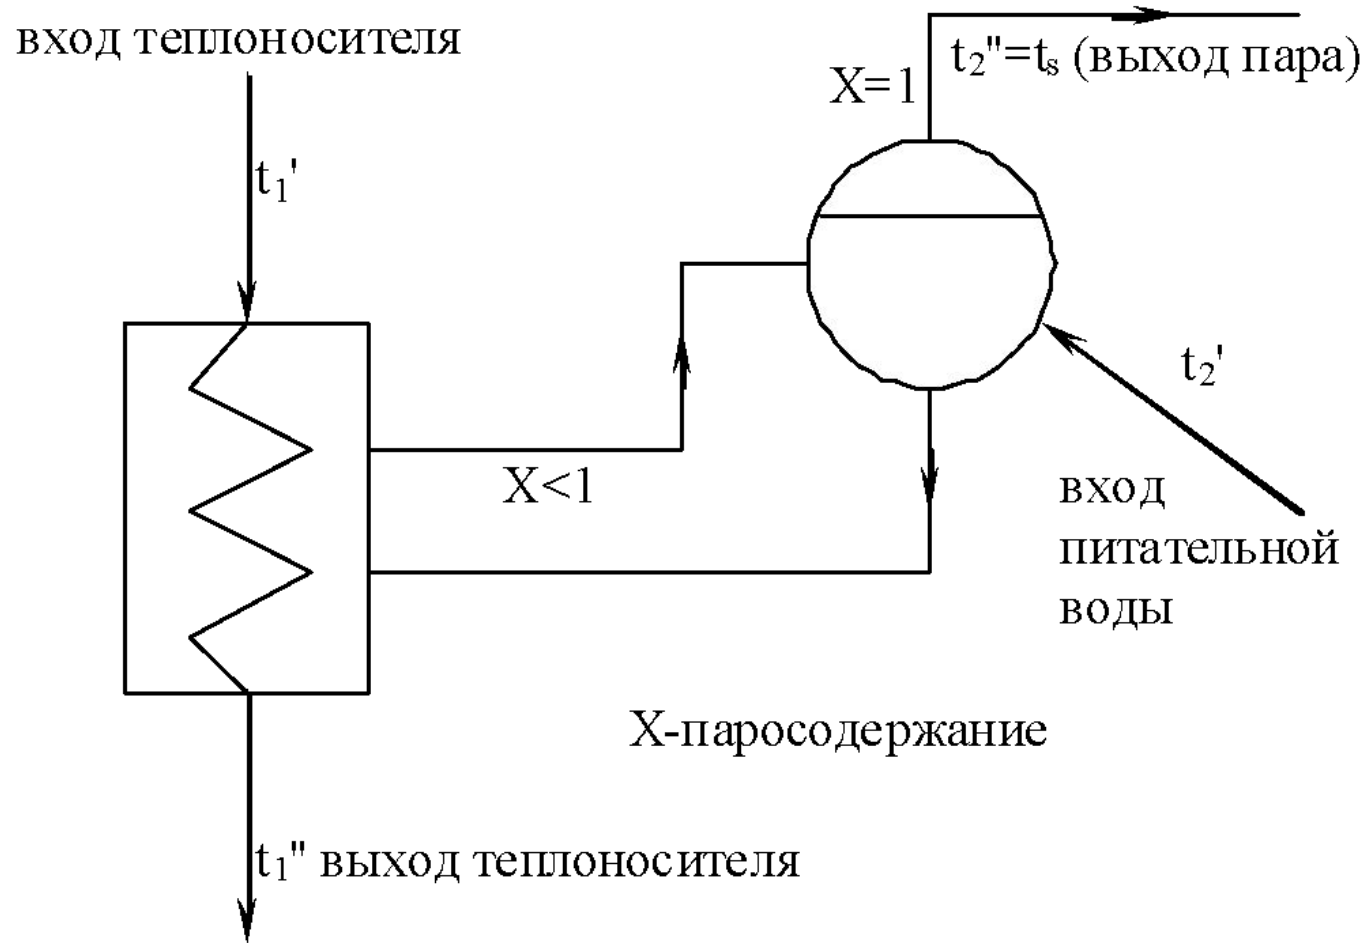 вход теплоносителя
t₂"=tₛ (выход пара)
X=1
t₁'
t₂'
X<1
вход
питательной
воды
X-паросодержание
t₁" выход теплоносителя